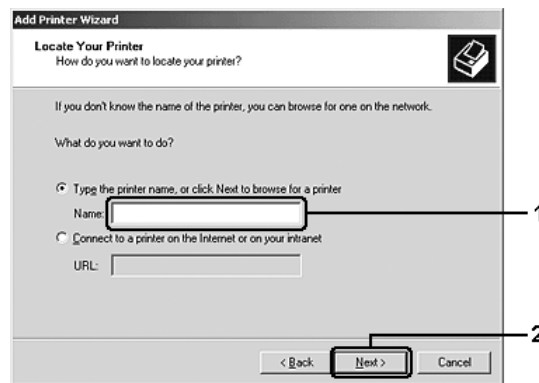 Add Printer Wizard
Locate Your Printer
How do you want to locate your printer?
If you don't know the name of the printer, you can browse for one on the network.
What do you want to do?
Type the printer name, or click Next to browse for a printer
Name:
1
Connect to a printer on the Internet or on your intranet
URL:
2
< Back Next > Cancel